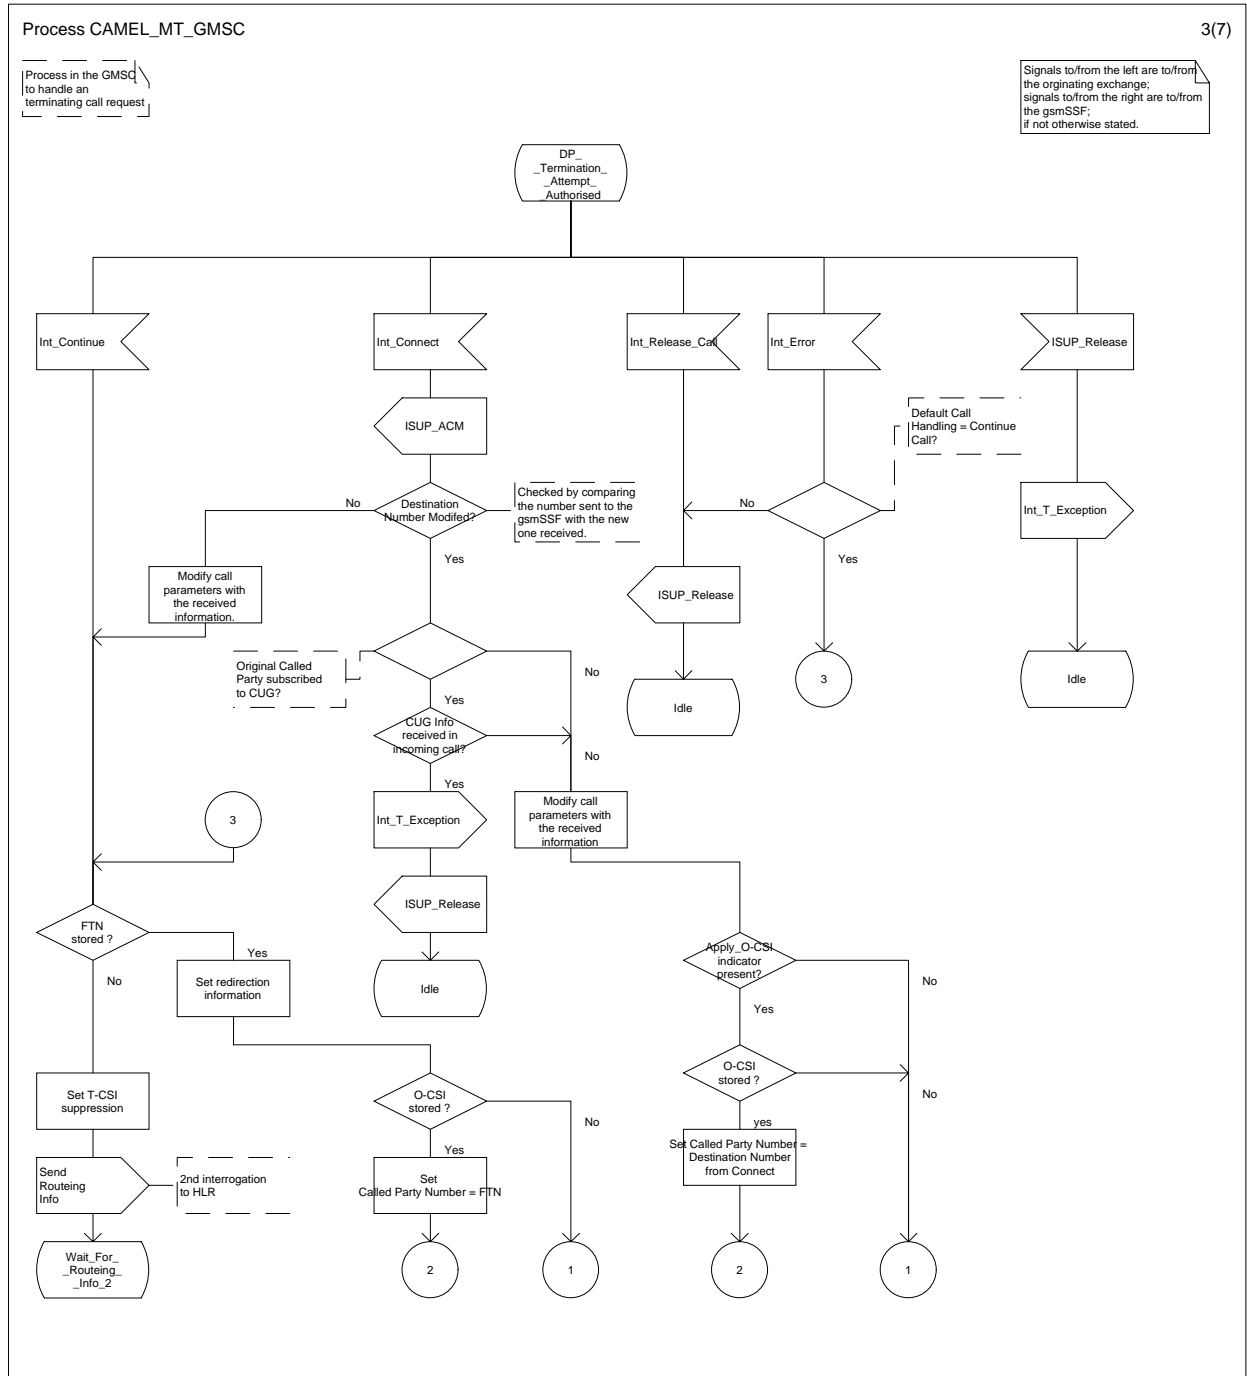 Process CAMEL_MT_GMSC
3(7)
Process in the GMSC
to handle an
terminating call request
Signals to/from the left are to/from
the orginating exchange;
signals to/from the right are to/from
the gsmSSF;
if not otherwise stated.
DP_
_Termination_
_Attempt_
_Authorised
Int_Continue
Int_Connect
Int_Release_Call
Int_Error
ISUP_Release
ISUP_ACM
Default Call
Handling = Continue
Call?
No
Destination
Number Modifed?
Checked by comparing
the number sent to the
gsmSSF with the new
one received.
No
Int_T_Exception
Yes
Yes
Modify call
parameters with
the received
information.
ISUP_Release
Original Called
Party subscribed
to CUG?
No
3
Idle
Yes
Idle
CUG Info
received in
incoming call?
No
Yes
3
Int_T_Exception
Modify call
parameters with
the received
information
ISUP_Release
FTN
stored ?
Yes
No
Set redirection
information
Idle
Apply_O-CSI
indicator
present?
No
Yes
Set T-CSI
suppression
O-CSI
stored ?
No
O-CSI
stored ?
No
Yes
yes
Send
Routeing
Info
2nd interrogation
to HLR
Set
Called Party Number = FTN
Set Called Party Number =
Destination Number
from Connect
Wait_For_
_Routeing_
_Info_2
2
1
2
1